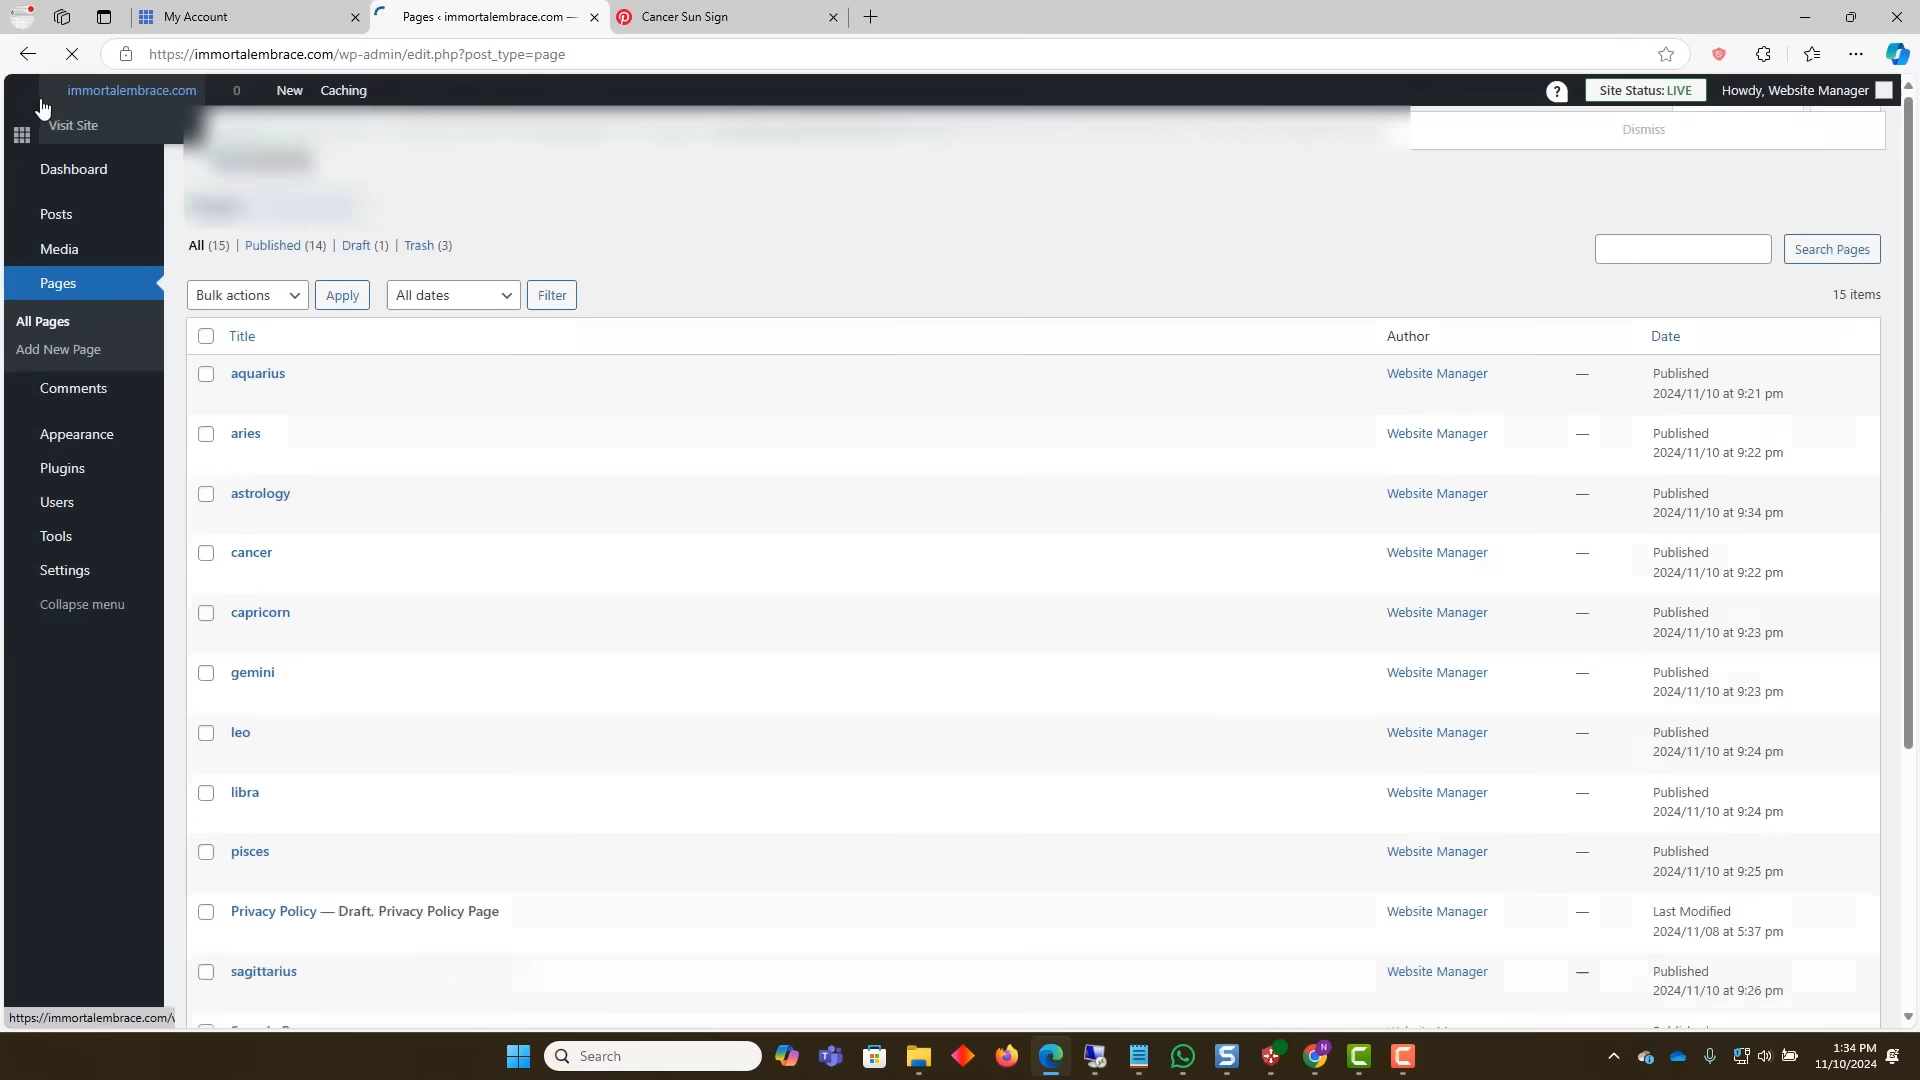 My Account
Pages ‹ immortalembrace.com —
Cancer Sun Sign
https://immortalembrace.com/wp-admin/edit.php?post_type=page
immortalembrace.com
0
New
Caching
Site Status: LIVE
Howdy, Website Manager
Visit Site
Dismiss
Dashboard
Posts
Media
Pages
All Pages
Add New Page
Comments
Appearance
Plugins
Users
Tools
Settings
Collapse menu
All (15) | Published (14) | Draft (1) | Trash (3)
Search Pages
Bulk actions
Apply
All dates
Filter
15 items
Title
Author
Date
aquarius
Website Manager
—
Published
2024/11/10 at 9:21 pm
aries
Website Manager
—
Published
2024/11/10 at 9:22 pm
astrology
Website Manager
—
Published
2024/11/10 at 9:34 pm
cancer
Website Manager
—
Published
2024/11/10 at 9:22 pm
capricorn
Website Manager
—
Published
2024/11/10 at 9:23 pm
gemini
Website Manager
—
Published
2024/11/10 at 9:23 pm
leo
Website Manager
—
Published
2024/11/10 at 9:24 pm
libra
Website Manager
—
Published
2024/11/10 at 9:24 pm
pisces
Website Manager
—
Published
2024/11/10 at 9:25 pm
Privacy Policy — Draft, Privacy Policy Page
Website Manager
—
Last Modified
2024/11/08 at 5:37 pm
sagittarius
Website Manager
—
Published
2024/11/10 at 9:26 pm
https://immortalembrace.com/
Search
1:34 PM
11/10/2024